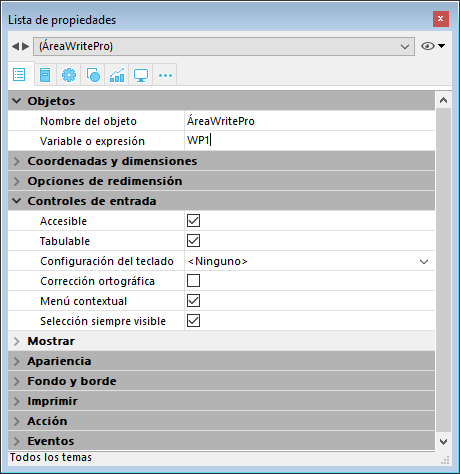 Lista de propiedades
(ÁreaWritePro)
Objetos
Nombre del objeto ÁreaWritePro
Variable o expresión WP1
Coordenadas y dimensiones
Opciones de redimensión
Controles de entrada
Accesible
Tabulable
Configuración del teclado <Ninguno>
Corrección ortográfica
Menú contextual
Selección siempre visible
Mostrar
Apariencia
Fondo y borde
Imprimir
Acción
Eventos
Todos los temas